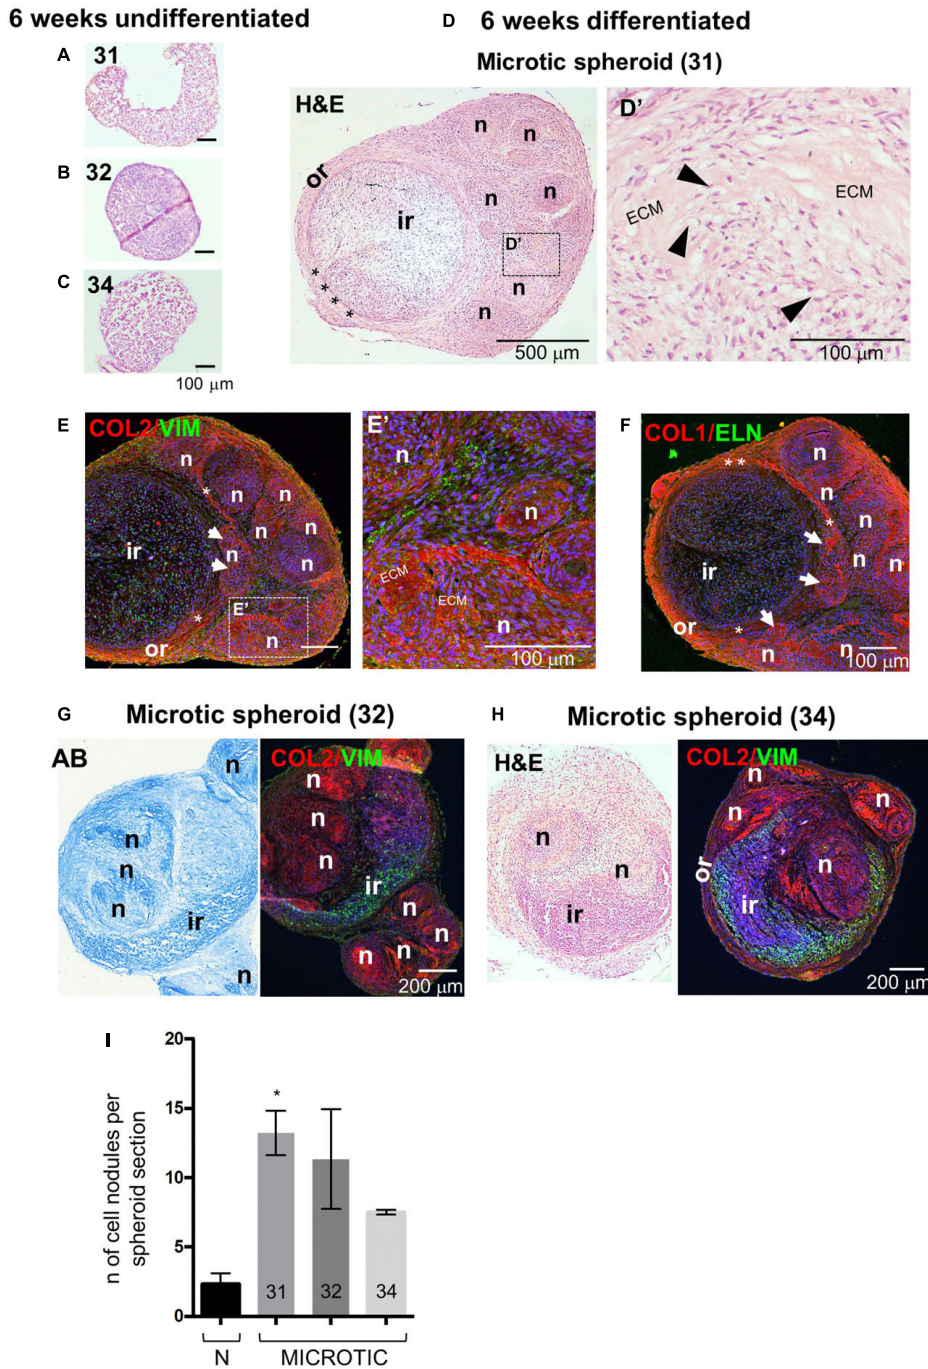 6 weeks undifferentiated
D 6 weeks differentiated
Microtic spheroid (31)
A 31
B 32
C 34
100 μm
H&E
n n
or
ir
n n
D’
n
n
* * * *
500 μm
D’
ECM
ECM
100 μm
E COL2/VIM
n
* n
n n
n n
ir
E’
*
or n
E’
n
n
ECM
ECM
n
100 μm
F COL1/ELN
* *
n
n
* n
ir n
or * n n
100 μm
G Microtic spheroid (32)
AB
n
n
n
n
ir
n
COL2/VIM
n
n
n
ir
n
n n
n
200 μm
H Microtic spheroid (34)
H&E
n
n
ir
COL2/VIM
n
n n
or n
ir
200 μm
I
n of cell nodules per
spheroid section
20
15
10
5
0
*
31 32 34
N MICROTIC